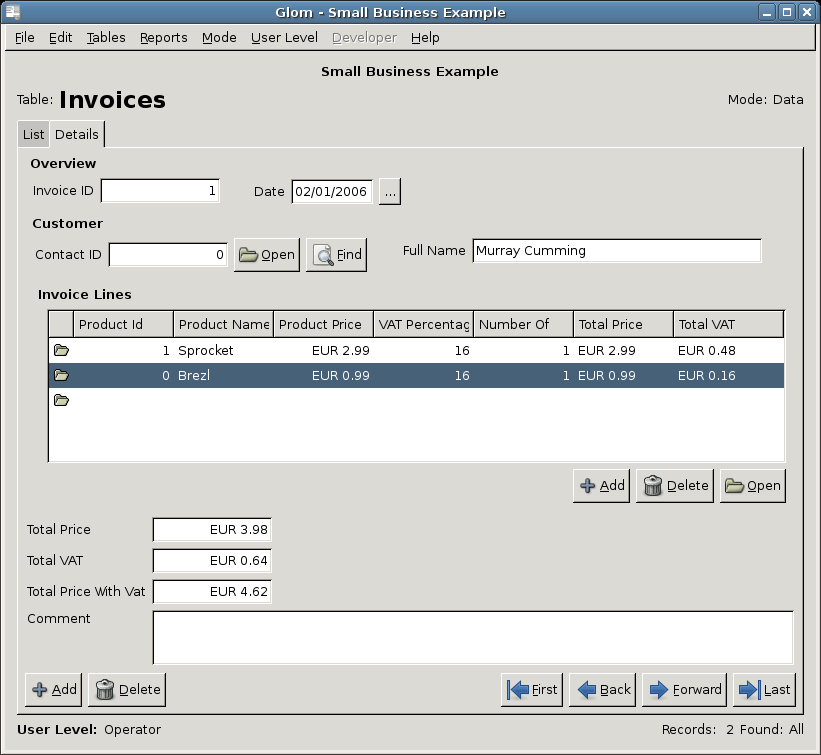 Glom - Small Business Example
File Edit Tables Reports Mode User Level Developer Help
Small Business Example
Table: Invoices Mode: Data
List Details
Overview
Invoice ID 1 Date 02/01/2006 ...
Customer
Contact ID 0 Open Find Full Name Murray Cumming
Invoice Lines
Product Id Product Name Product Price VAT Percentag Number Of Total Price Total VAT
1 Sprocket EUR 2.99 16 1 EUR 2.99 EUR 0.48
0 Brezl EUR 0.99 16 1 EUR 0.99 EUR 0.16
Add Delete Open
Total Price EUR 3.98
Total VAT EUR 0.64
Total Price With Vat EUR 4.62
Comment
Add Delete First Back Forward Last
User Level: Operator Records: 2 Found: All